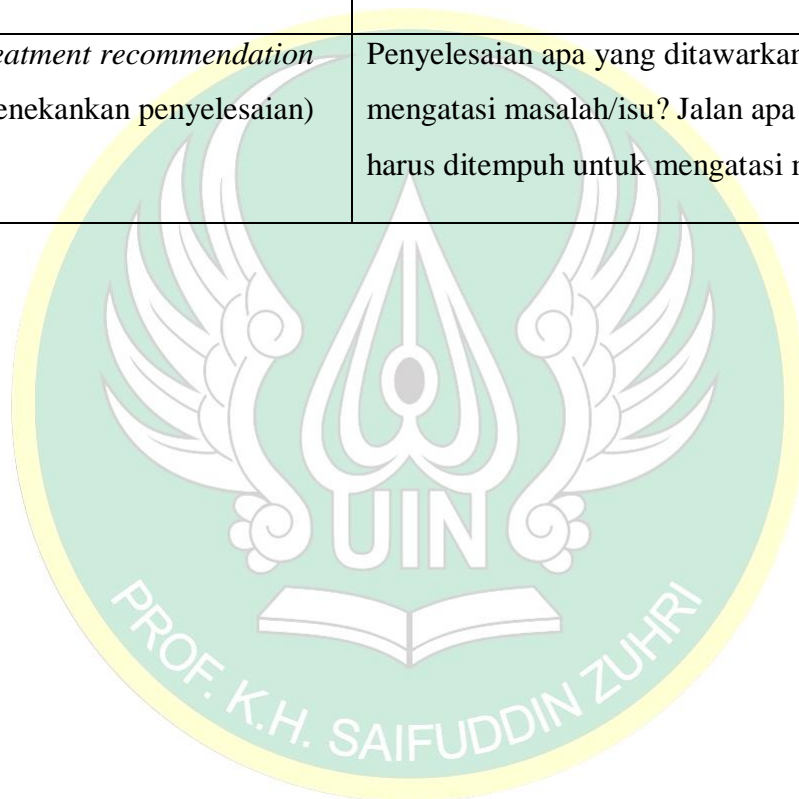 eatment recommendation
enekankan penyelesaian)
Penyelesaian apa yang ditawarkan
mengatasi masalah/isu? Jalan apa
harus ditempuh untuk mengatasi
UIN
PROF. K.H. SAIFUDDIN ZUHRI